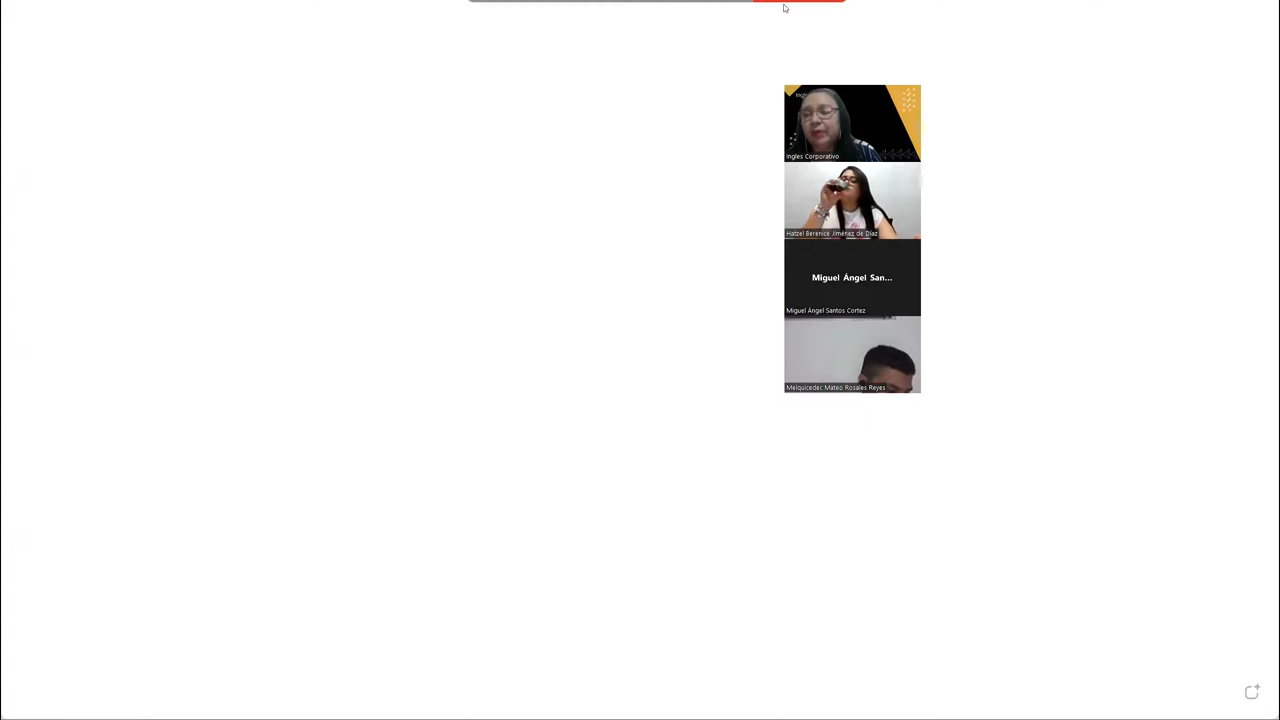 Ingles Corporativo
Hatzel Berenice Jiménez de Díaz
Miguel Ángel San...
Miguel Ángel Santos Cortez
Melquicedec Mateo Rosales Reyes